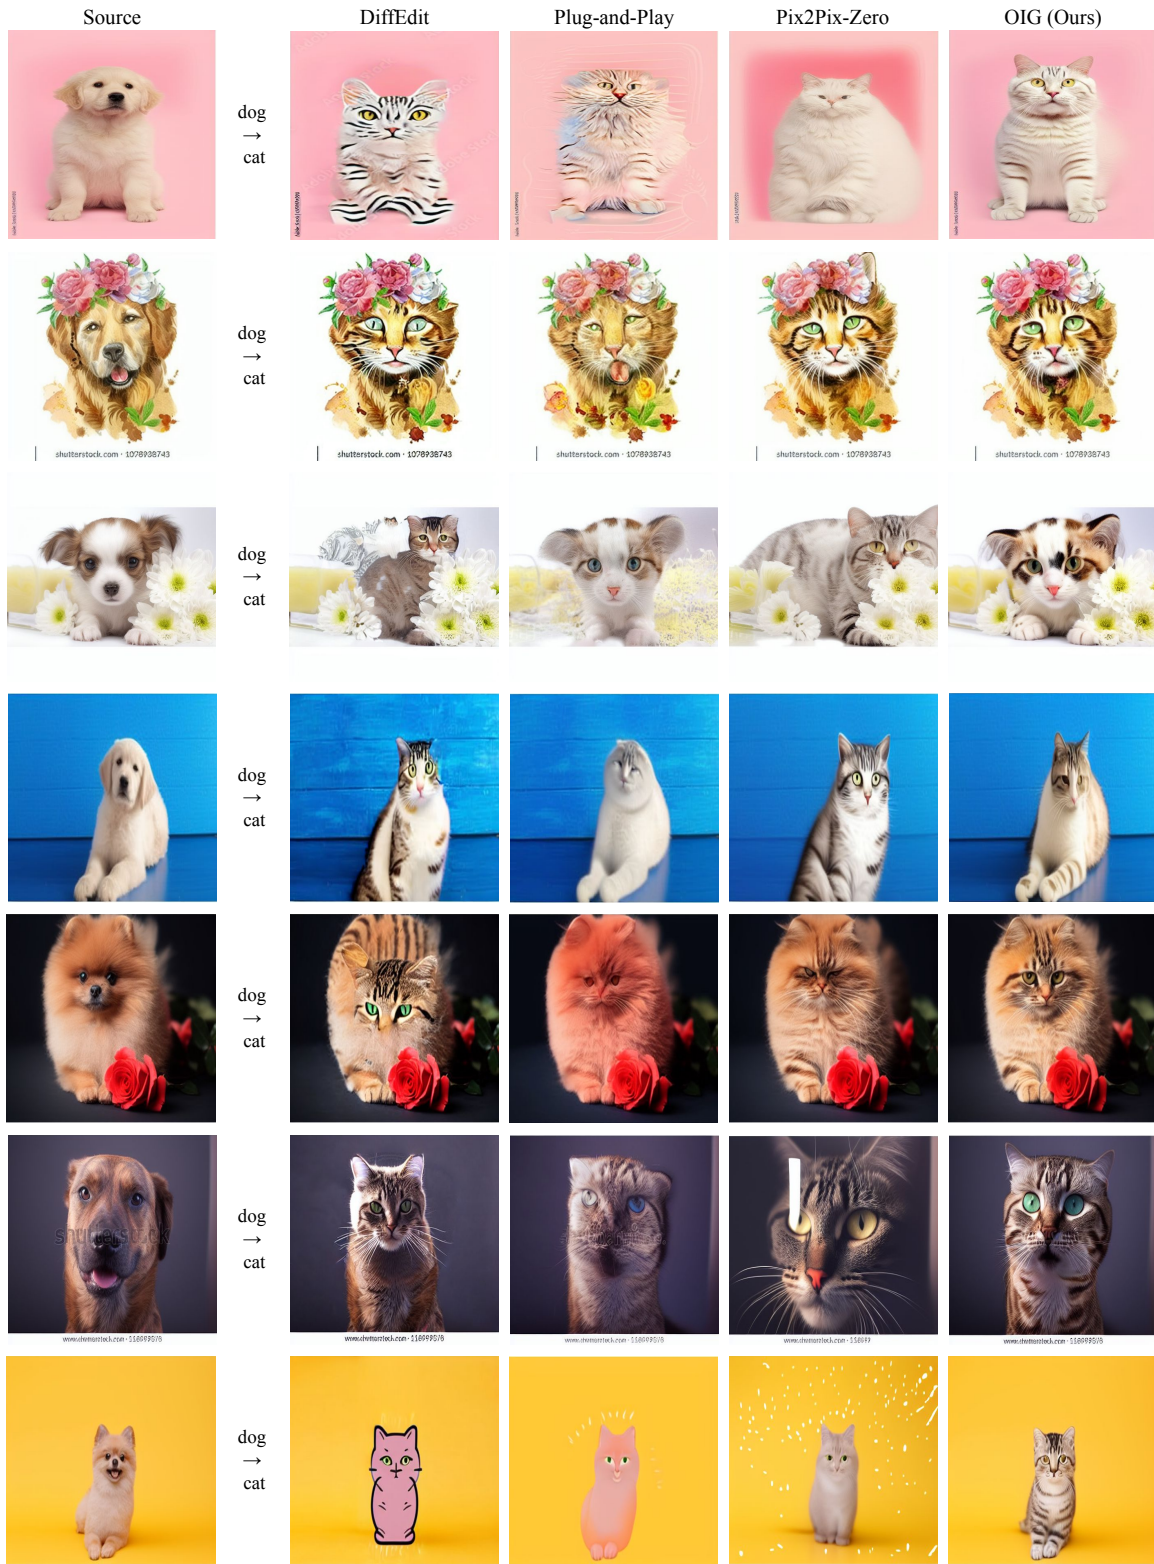 Source DiffEdit Plug-and-Play Pix2Pix-Zero OIG (Ours)
dog
→
cat
dog
→
cat
shutterstock.com · 1078938743
shutterstock.com · 1078938743
shutterstock.com · 1078938743
shutterstock.com · 1078938743
shutterstock.com · 1078938743
dog
→
cat
dog
→
cat
dog
→
cat
dog
→
cat
shutterstock
dog
→
cat